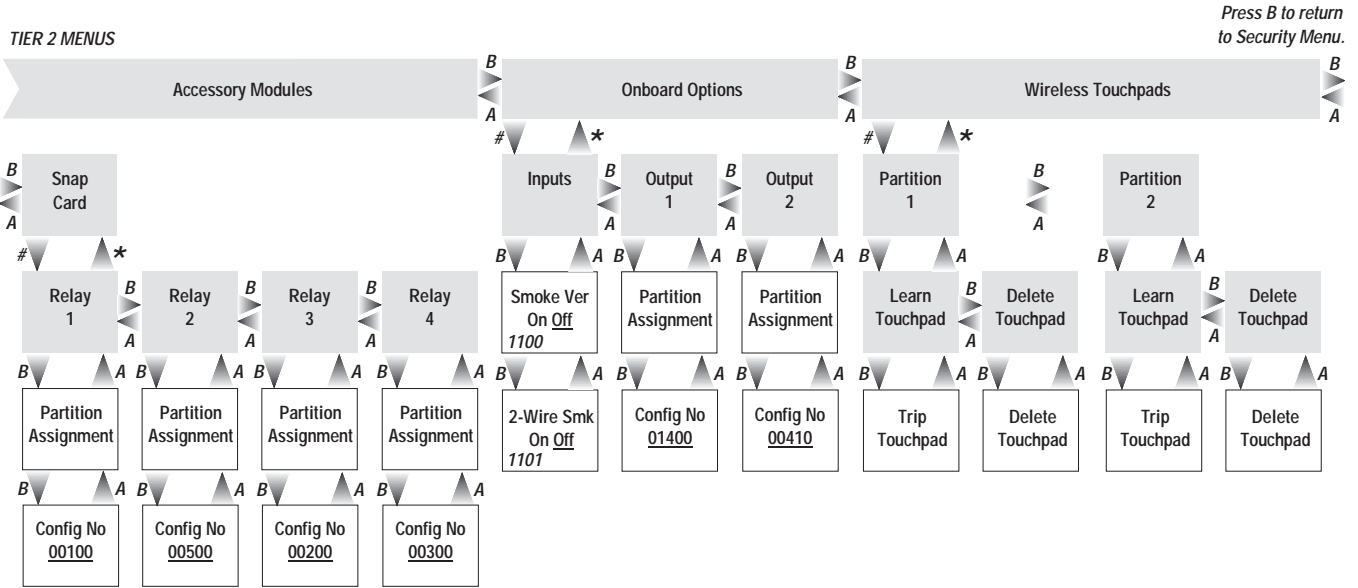 Press B to return
to Security Menu.
TIER 2 MENUS
B B B
Accessory Modules Onboard Options Wireless Touchpads
A A A
# * # *
B Snap Card A
Inputs B A Output 1 B A Output 2
Partition 1 B A Partition 2
# *
B A B A B A B A B A
Relay 1 B A Relay 2 B A Relay 3 B A Relay 4
Smoke Ver
On Off
1100
Partition Assignment
Partition Assignment
Learn Touchpad B A Delete Touchpad
Learn Touchpad B A Delete Touchpad
B A B A B A B A B A B A B A B A B A B A B A
Partition Assignment
Partition Assignment
Partition Assignment
Partition Assignment
2-Wire Smk
On Off
1101
Config No
01400
Config No
00410
Trip Touchpad
Delete Touchpad
Trip Touchpad
Delete Touchpad
B A B A B A B A
Config No
00100
Config No
00500
Config No
00200
Config No
00300